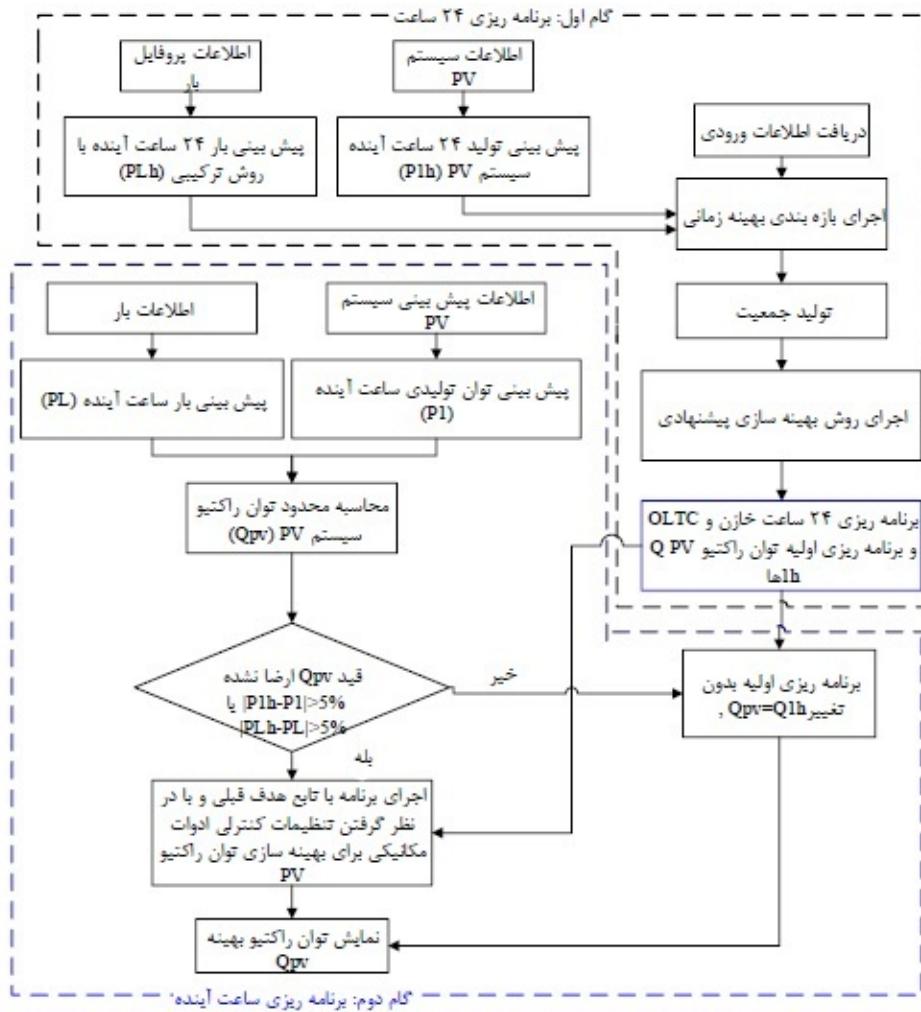 گام اول: برنامه ریزی ۲۴ ساعت
اطلاعات پروفایل
بار
اطلاعات سیستم
PV
دریافت اطلاعات ورودی
پیش بینی بار ۲۴ ساعت آینده با
روش ترکیبی (PLh)
پیش بینی تولید ۲۴ ساعت آینده
سیستم PV (P1h)
اجرای بازه بندی بهینه زمانی
تولید جمعیت
اجرای روش بهینه سازی پیشنهادی
برنامه ریزی ۲۴ ساعت خازن و OLTC
و برنامه ریزی اولیه توان راکتیو Q PV
1hها
اطلاعات بار
اطلاعات پیش بینی سیستم
PV
پیش بینی بار ساعت آینده (PL)
پیش بینی توان تولیدی ساعت آینده
(P1)
محاسبه محدود توان راکتیو
سیستم PV (Qpv)
قید Qpv ارضا نشده
یا |P1h-P1|>5%
|PLh-PL|>5%
خیر
بله
برنامه ریزی اولیه بدون
تغییر Qpv=Q1h ,
اجرای برنامه با تابع هدف قبلی و با در
نظر گرفتن تنظیمات کنترلی ادوات
مکانیکی برای بهینه سازی توان راکتیو
PV
نمایش توان راکتیو بهینه
Qpv
گام دوم: برنامه ریزی ساعت آینده